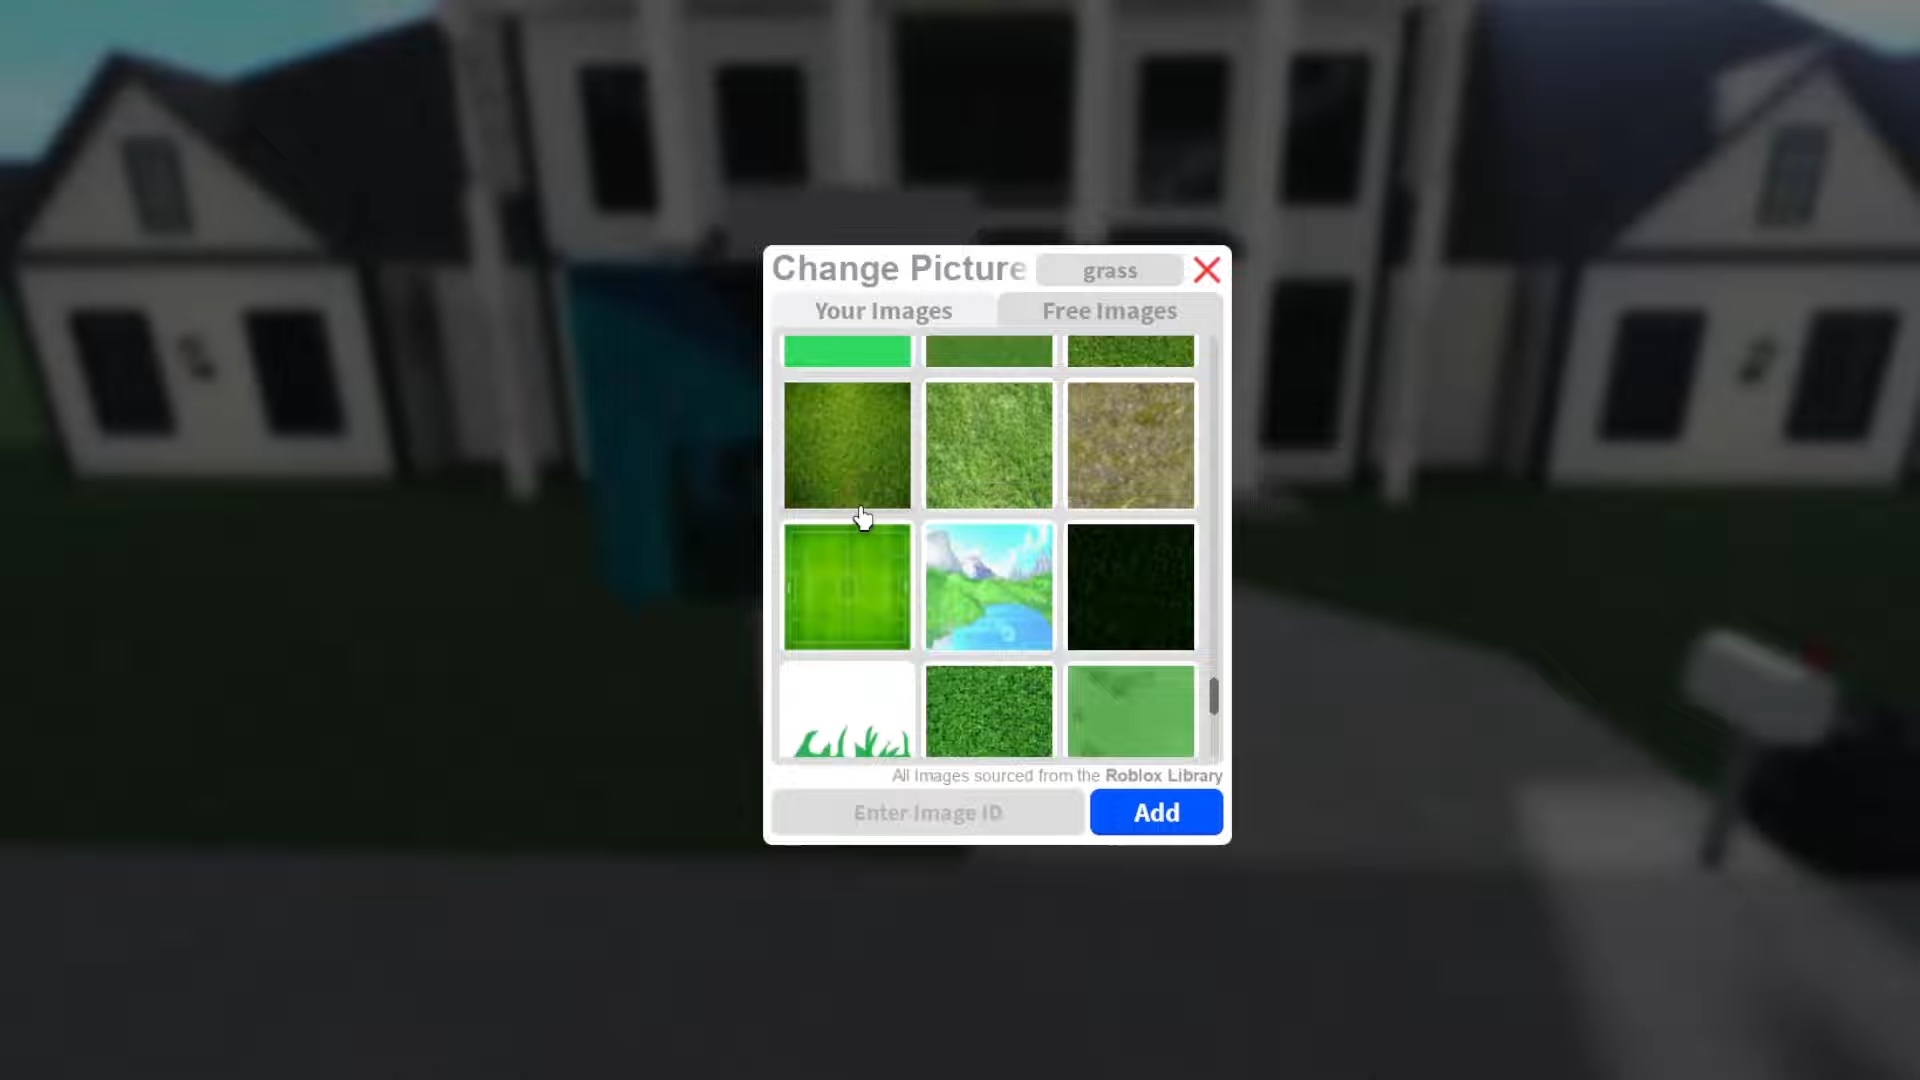 Change Picture
grass
Your Images
Free Images
All Images sourced from the Roblox Library
Enter Image ID
Add